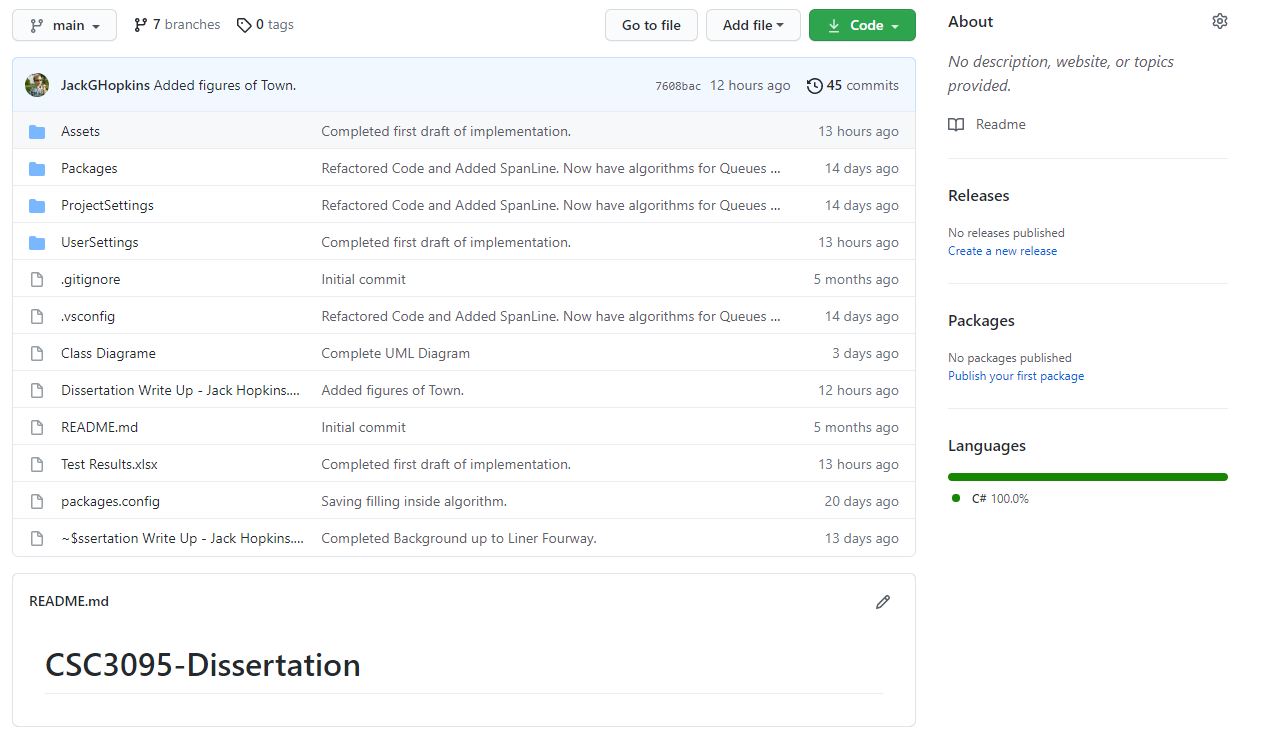 main 7 branches 0 tags Go to file Add file Code
JackGHopkins Added figures of Town. 7608bac 12 hours ago 45 commits
Assets Completed first draft of implementation. 13 hours ago
Packages Refactored Code and Added SpanLine. Now have algorithms for Queues ... 14 days ago
ProjectSettings Refactored Code and Added SpanLine. Now have algorithms for Queues ... 14 days ago
UserSettings Completed first draft of implementation. 13 hours ago
.gitignore Initial commit 5 months ago
.vsconfig Refactored Code and Added SpanLine. Now have algorithms for Queues ... 14 days ago
Class Diagrame Complete UML Diagram 3 days ago
Dissertation Write Up - Jack Hopkins.... Added figures of Town. 12 hours ago
README.md Initial commit 5 months ago
Test Results.xlsx Completed first draft of implementation. 13 hours ago
packages.config Saving filling inside algorithm. 20 days ago
~$ssertation Write Up - Jack Hopkins.... Completed Background up to Liner Fourway. 13 days ago
README.md
CSC3095-Dissertation
About
No description, website, or topics
provided.
Readme
Releases
No releases published
Create a new release
Packages
No packages published
Publish your first package
Languages
C# 100.0%